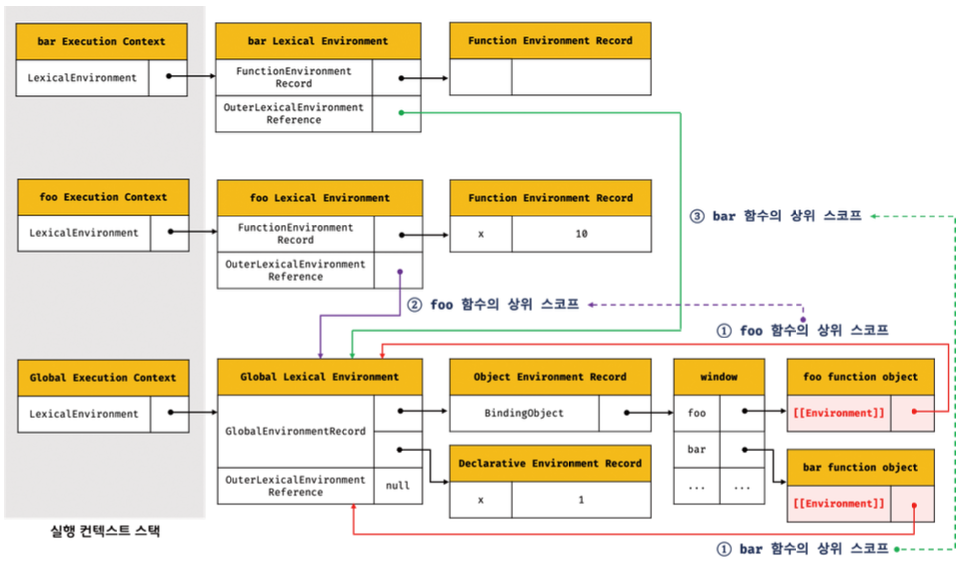 bar Execution Context
LexicalEnvironment
bar Lexical Environment
FunctionEnvironment
Record
OuterLexicalEnvironment
Reference
Function Environment Record
foo Execution Context
LexicalEnvironment
foo Lexical Environment
FunctionEnvironment
Record
OuterLexicalEnvironment
Reference
Function Environment Record
x 10
③ bar 함수의 상위 스코프
② foo 함수의 상위 스코프
① foo 함수의 상위 스코프
Global Execution Context
LexicalEnvironment
Global Lexical Environment
GlobalEnvironmentRecord
OuterLexicalEnvironment
Reference
null
Object Environment Record
BindingObject
Declarative Environment Record
x 1
window
foo
bar
... ...
foo function object
[[Environment]]
bar function object
[[Environment]]
실행 컨텍스트 스택
① bar 함수의 상위 스코프